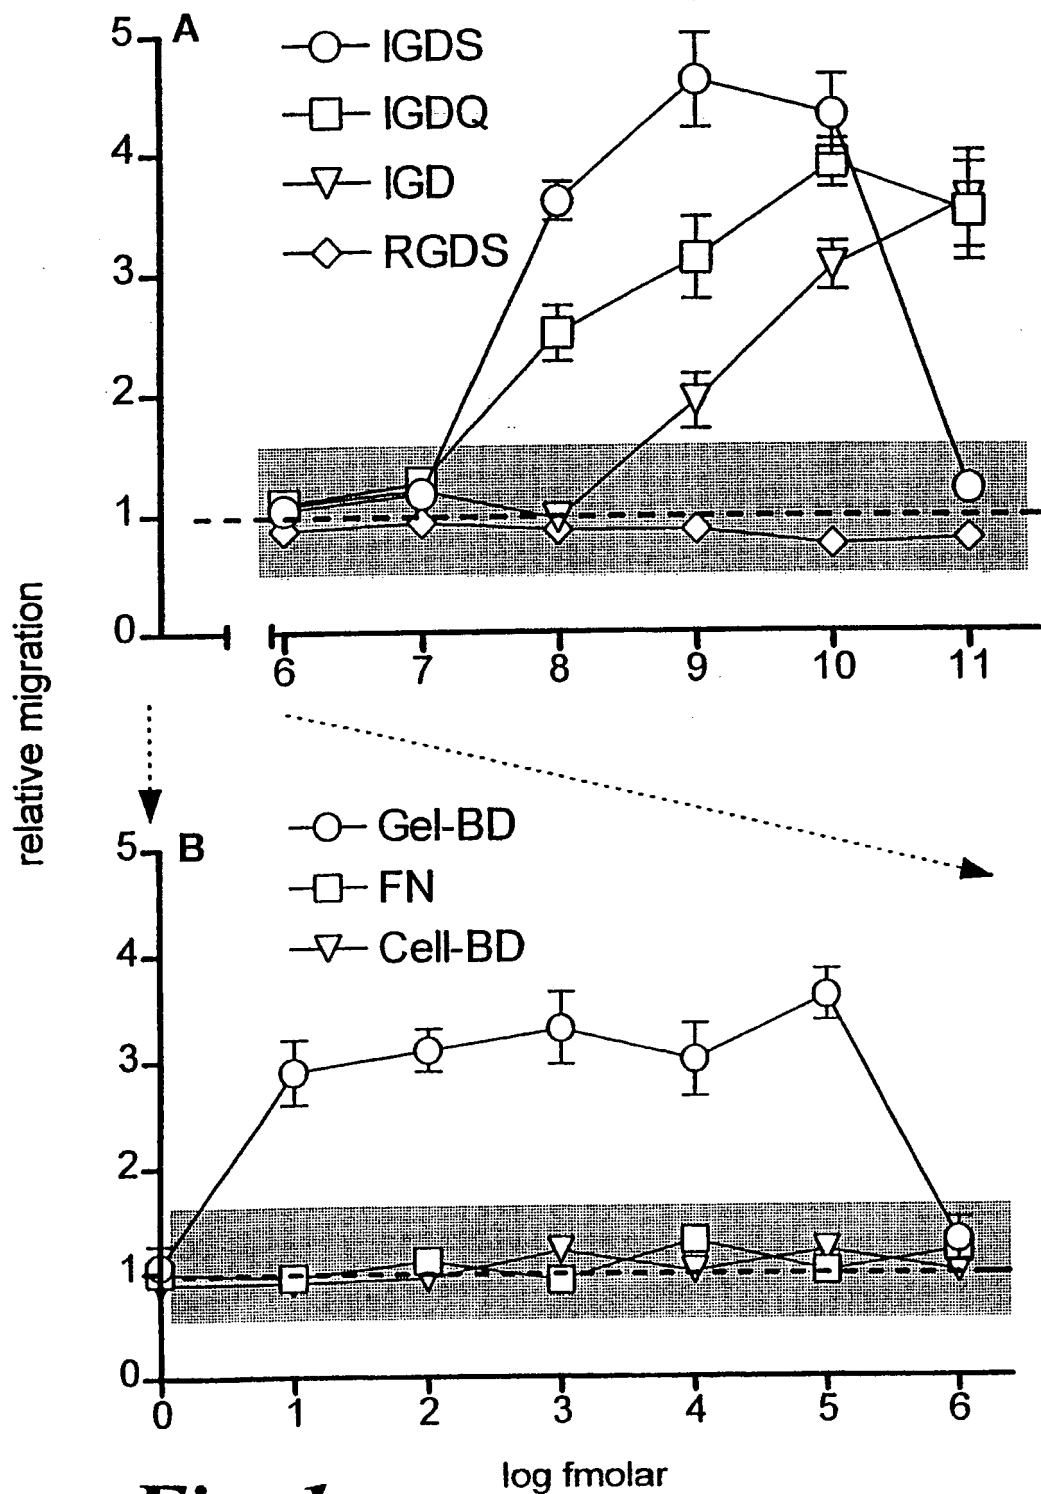 A
5
4
3
2
1
0
IGDS
IGDQ
IGD
RGDS
6 7 8 9 10 11
relative migration
B
5
4
3
2
1
0
Gel-BD
FN
Cell-BD
0 1 2 3 4 5 6
log fmolar